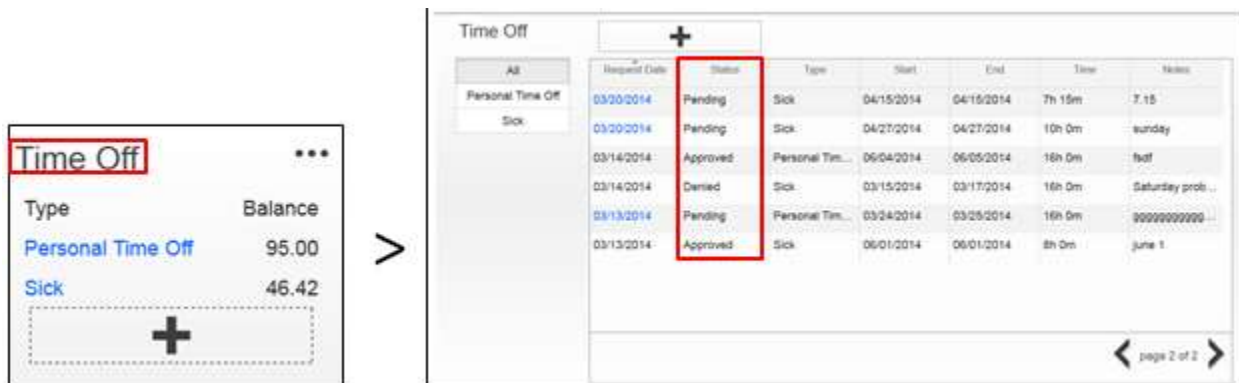 Time Off
Type Balance
Personal Time Off 95.00
Sick 46.42
>
Time Off
All
Personal Time Off
Sick
Request Date Status Type Start End Time Notes
03/20/2014 Pending Sick 04/15/2014 04/15/2014 7h 15m 7.15
03/20/2014 Pending Sick 04/27/2014 04/27/2014 10h 0m sunday
03/14/2014 Approved Personal Tim... 06/04/2014 06/05/2014 16h 0m fsdf
03/14/2014 Denied Sick 03/15/2014 03/17/2014 16h 0m Saturday prob...
03/13/2014 Pending Personal Tim... 03/24/2014 03/25/2014 16h 0m
03/13/2014 Approved Sick 06/01/2014 06/01/2014 8h 0m june 1
page 2 of 2